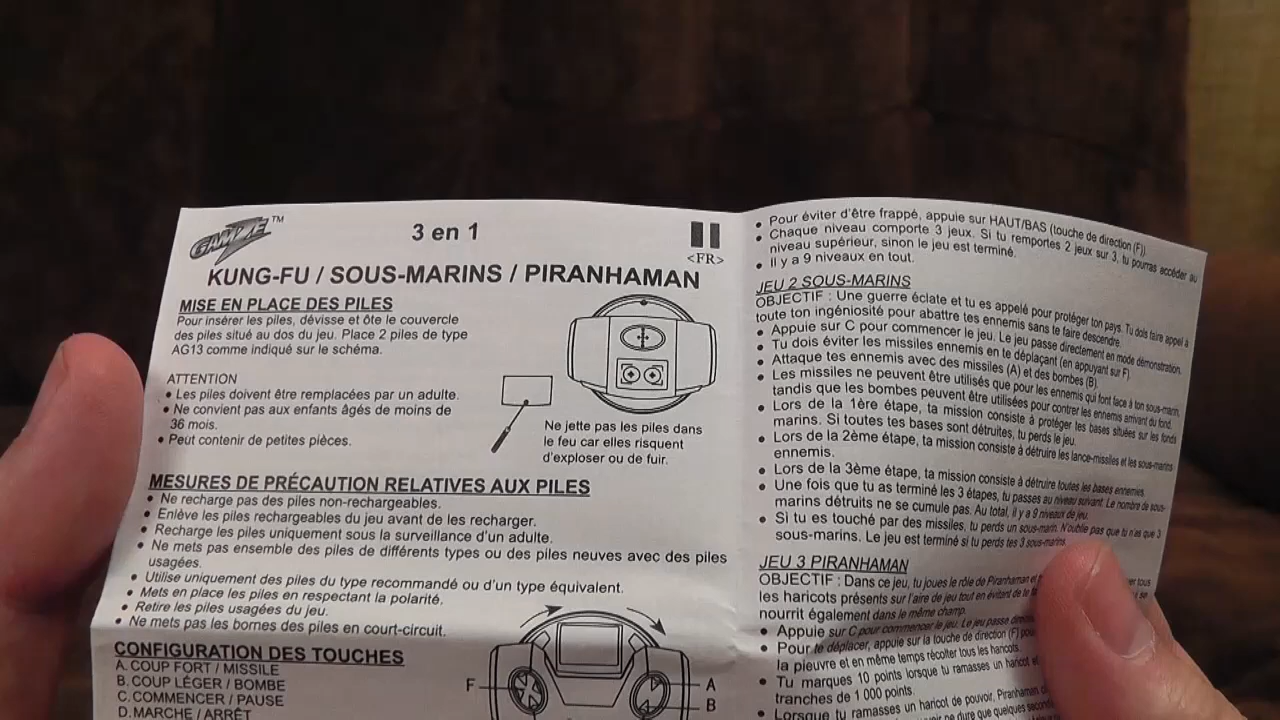 GAMZIE™
3 en 1
<FR>
KUNG-FU / SOUS-MARINS / PIRANHAMAN
MISE EN PLACE DES PILES
Pour insérer les piles, dévisse et ôte le couvercle
des piles situé au dos du jeu. Place 2 piles de type
AG13 comme indiqué sur le schéma.
ATTENTION
• Les piles doivent être remplacées par un adulte.
• Ne convient pas aux enfants âgés de moins de
36 mois.
• Peut contenir de petites pièces.
Ne jette pas les piles dans
le feu car elles risquent
d'exploser ou de fuir.
MESURES DE PRÉCAUTION RELATIVES AUX PILES
• Ne recharge pas des piles non-rechargeables.
• Enlève les piles rechargeables du jeu avant de les recharger.
• Recharge les piles uniquement sous la surveillance d'un adulte.
• Ne mets pas ensemble des piles de différents types ou des piles neuves avec des piles
usagées.
• Utilise uniquement des piles du type recommandé ou d'un type équivalent.
• Mets en place les piles en respectant la polarité.
• Retire les piles usagées du jeu.
• Ne mets pas les bornes des piles en court-circuit.
CONFIGURATION DES TOUCHES
A. COUP FORT / MISSILE
B. COUP LÉGER / BOMBE
C. COMMENCER / PAUSE
D. MARCHE / ARRÊT
F
A
B
• Pour éviter d'être frappé, appuie sur HAUT/BAS (touche de direction (F))
• Chaque niveau comporte 3 jeux. Si tu remportes 2 jeux sur 3, tu pourras accéder au
niveau supérieur, sinon le jeu est terminé.
• Il y a 9 niveaux en tout.
JEU 2 SOUS-MARINS
OBJECTIF : Une guerre éclate et tu es appelé pour protéger ton pays. Tu dois faire appel à
toute ton ingéniosité pour abattre tes ennemis sans te faire descendre.
• Appuie sur C pour commencer le jeu. Le jeu passe directement en mode démonstration.
• Tu dois éviter les missiles ennemis en te déplaçant (en appuyant sur F).
• Attaque tes ennemis avec des missiles (A) et des bombes (B).
• Les missiles ne peuvent être utilisés que pour les ennemis qui font face à ton sous-marin,
tandis que les bombes peuvent être utilisées pour contrer les ennemis arrivant du fond.
• Lors de la 1ère étape, ta mission consiste à protéger tes bases situées sur les fonds
marins. Si toutes tes bases sont détruites, tu perds le jeu.
• Lors de la 2ème étape, ta mission consiste à détruire les lance-missiles et les sous-marins
ennemis.
• Lors de la 3ème étape, ta mission consiste à détruire toutes les bases ennemies.
• Une fois que tu as terminé les 3 étapes, tu passes au niveau suivant. Le nombre de sous-
marins détruits ne se cumule pas. Au total, il y a 9 niveaux de jeu.
• Si tu es touché par des missiles, tu perds un sous-marin. N'oublie pas que tu n'as que 3
sous-marins. Le jeu est terminé si tu perds tes 3 sous-marins.
JEU 3 PIRANHAMAN
OBJECTIF : Dans ce jeu, tu joues le rôle de Piranhaman et tous
les haricots présents sur l'aire de jeu tout en évitant de te se
nourrit également dans le même champ.
• Appuie sur C pour commencer le jeu. Le jeu passe
• Pour te déplacer, appuie sur la touche de direction (F) pour
la pieuvre et en même temps récolter tous les haricots.
• Tu marques 10 points lorsque tu ramasses un haricot et
tranches de 1 000 points.
• Lorsque tu ramasses un haricot de pouvoir, Piranhaman
ne dure que quelques